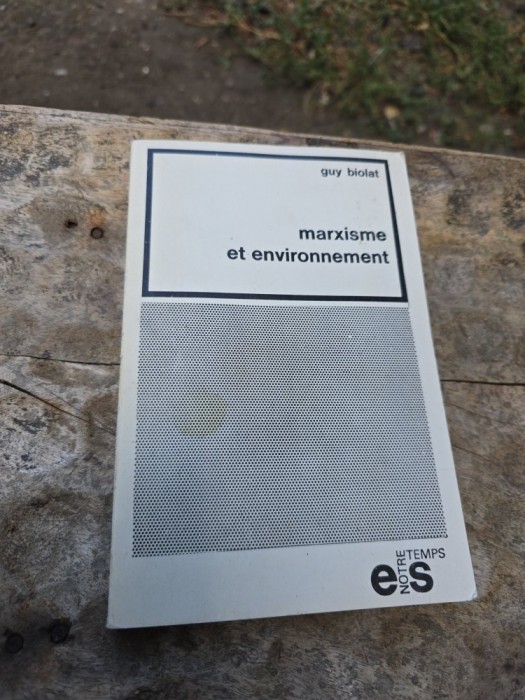 guy biolat
marxisme
et environnement
es
NOTRE
TEMPS